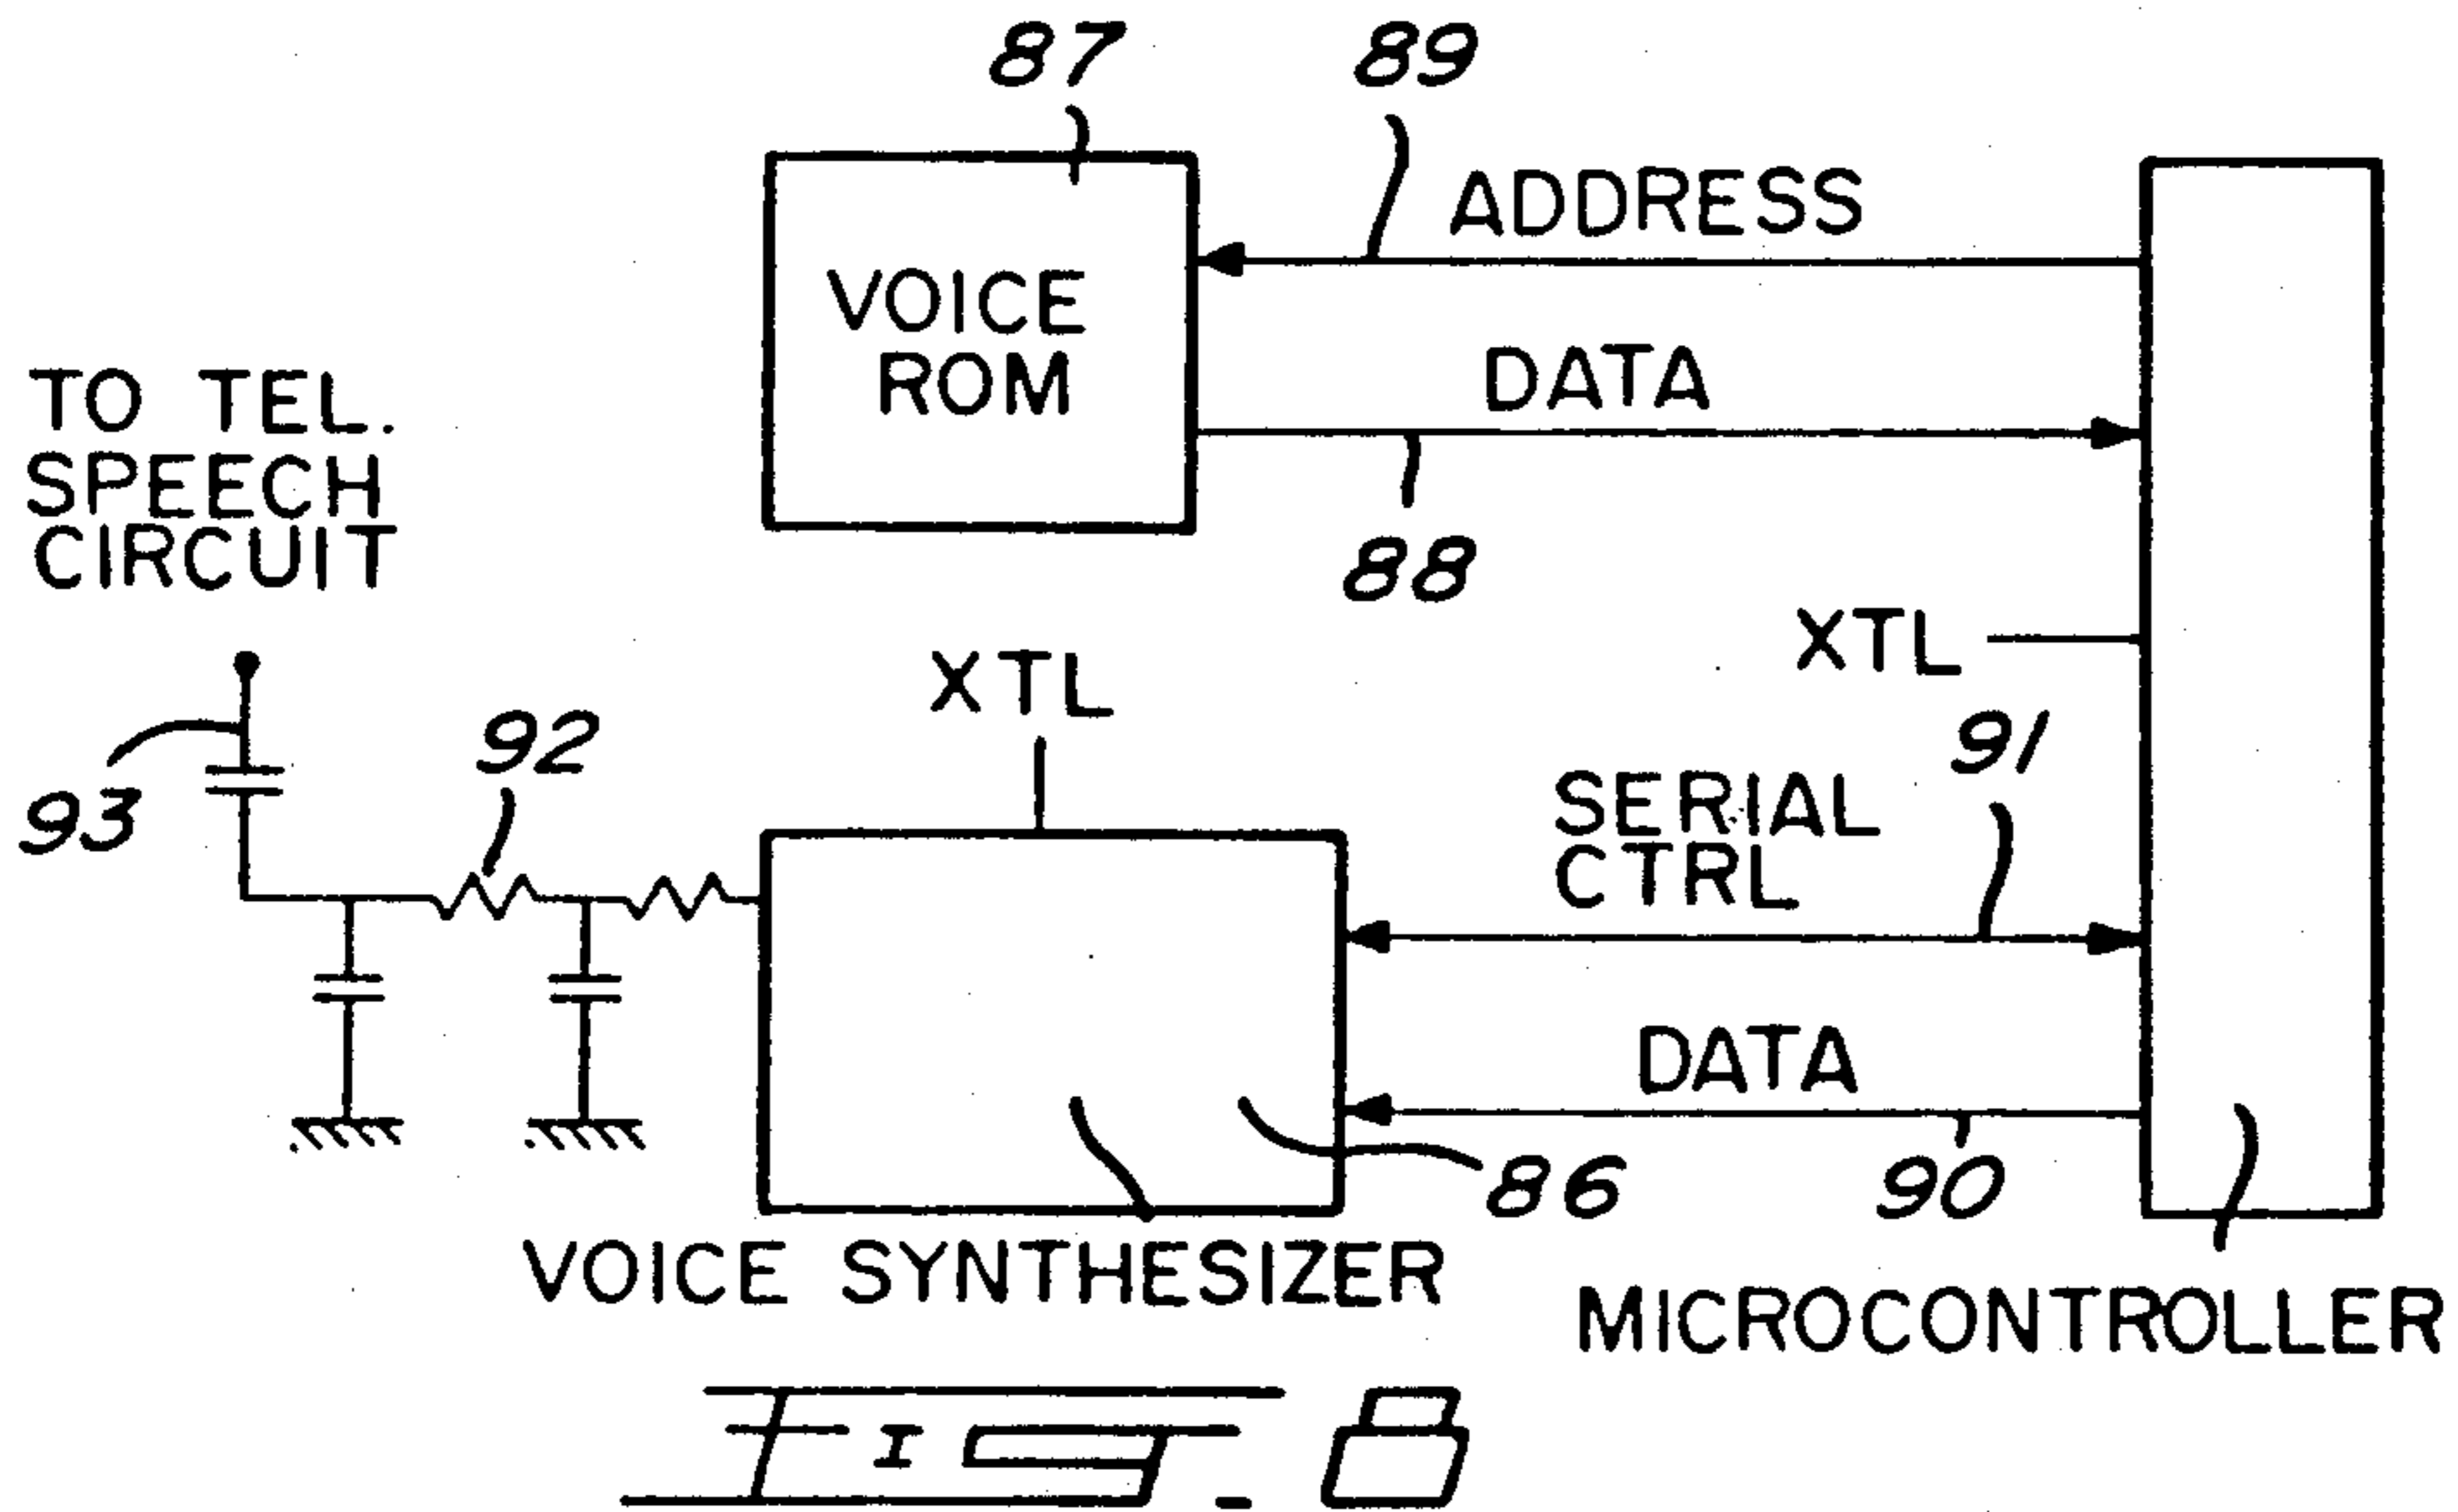 87
89
ADDRESS
VOICE
ROM
DATA
88
TO TEL.
SPEECH
CIRCUIT
XTL
XTL
93
92
91
SERIAL
CTRL
DATA
86
90
VOICE SYNTHESIZER
MICROCONTROLLER
FIG. 8